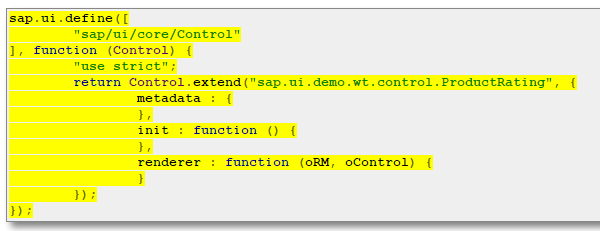 sap.ui.define([
	"sap/ui/core/Control"
], function (Control) {
	"use strict";
	return Control.extend("sap.ui.demo.wt.control.ProductRating", {
		metadata : {
		},
		init : function () {
		},
		renderer : function (oRM, oControl) {
		}
	});
});